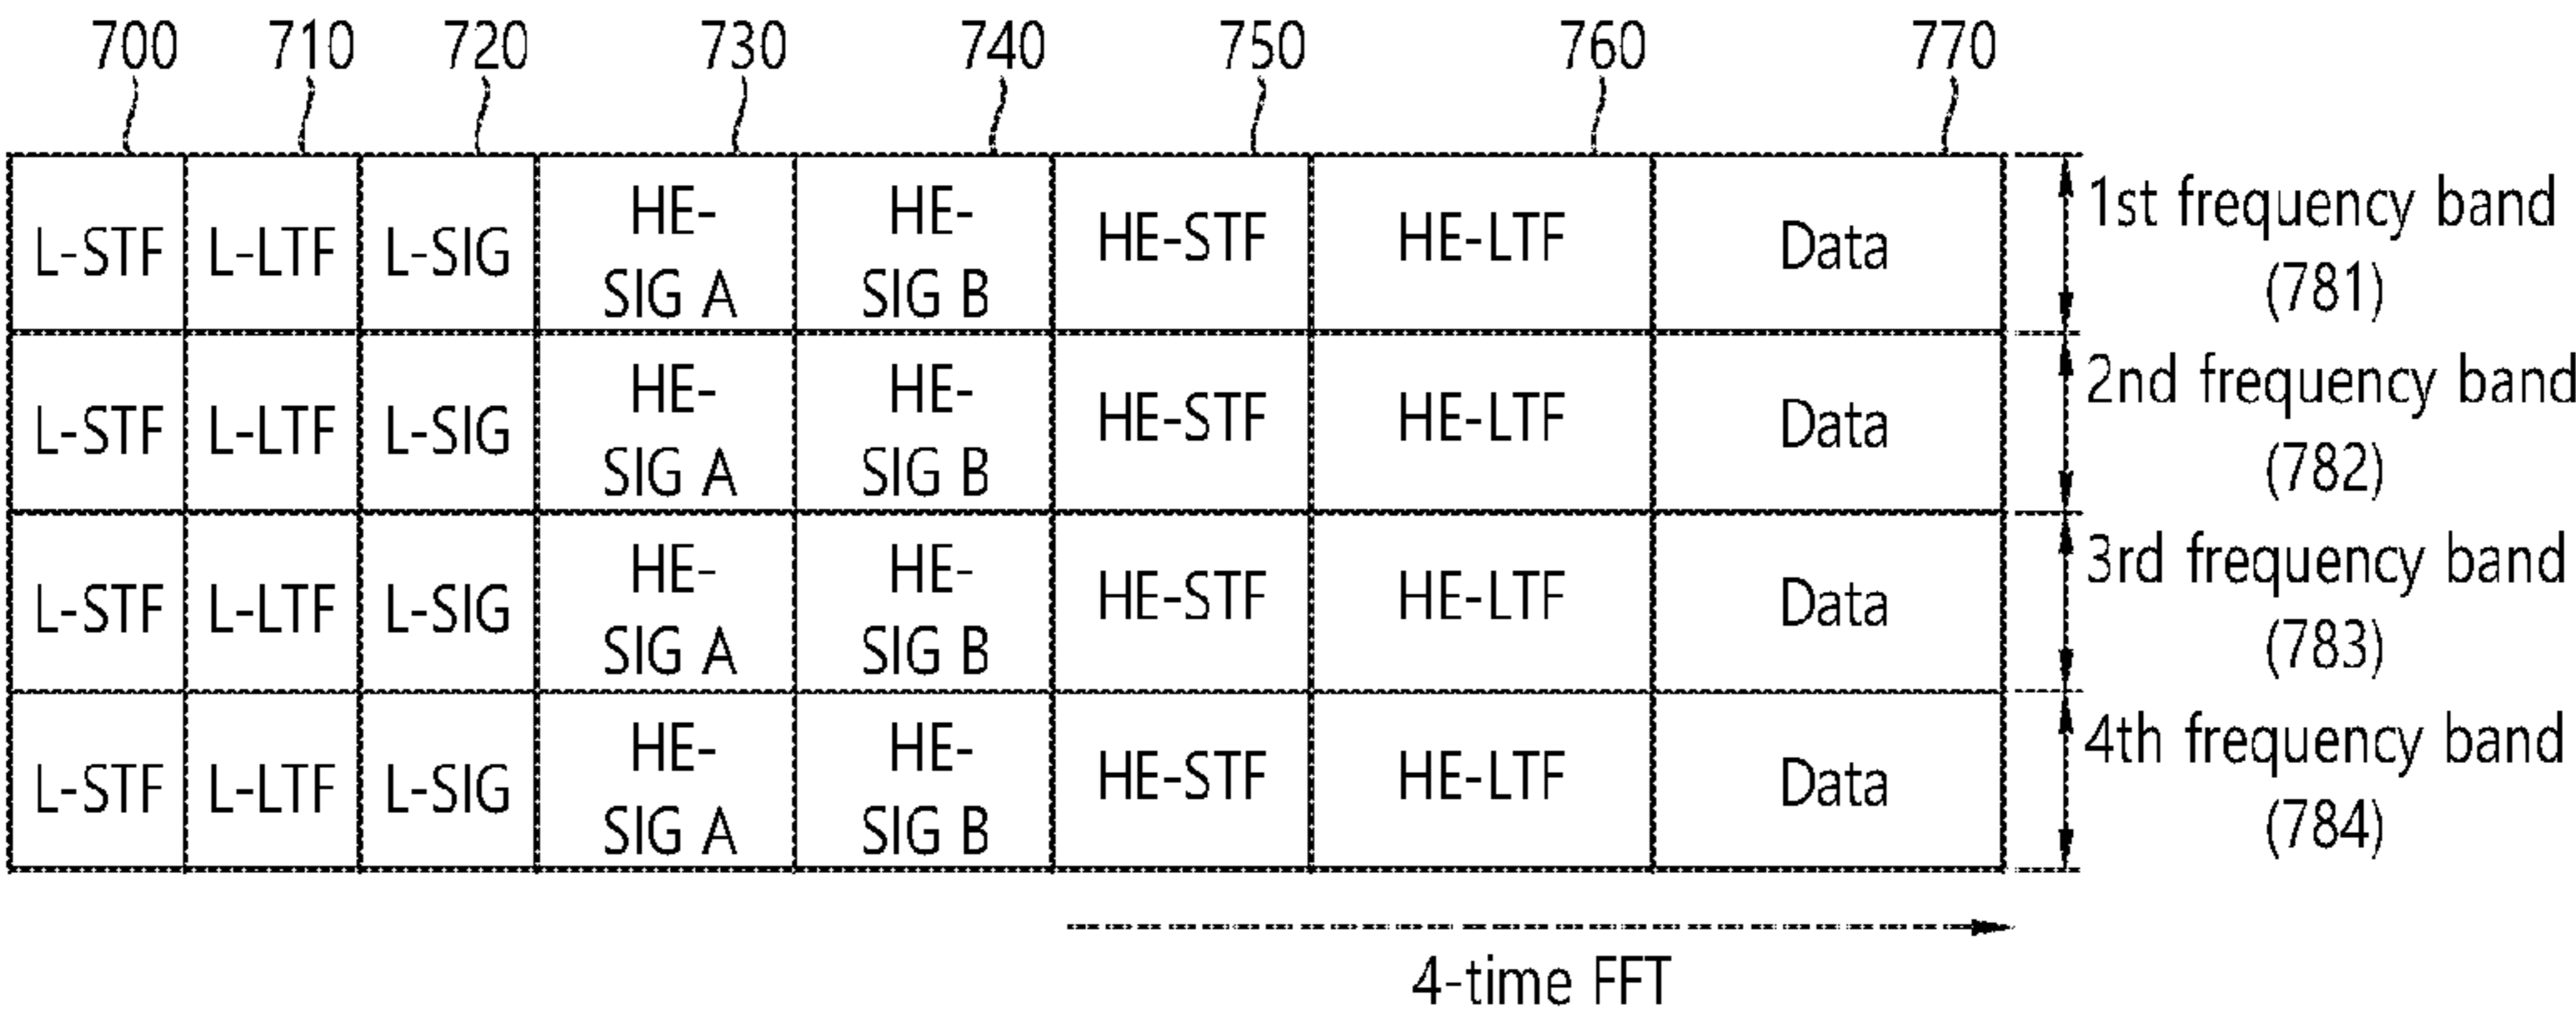 700 710 720 730 740 750 760 770
L-STF L-LTF L-SIG HE-SIG A HE-SIG B HE-STF HE-LTF Data 1st frequency band (781)
L-STF L-LTF L-SIG HE-SIG A HE-SIG B HE-STF HE-LTF Data 2nd frequency band (782)
L-STF L-LTF L-SIG HE-SIG A HE-SIG B HE-STF HE-LTF Data 3rd frequency band (783)
L-STF L-LTF L-SIG HE-SIG A HE-SIG B HE-STF HE-LTF Data 4th frequency band (784)
4-time FFT